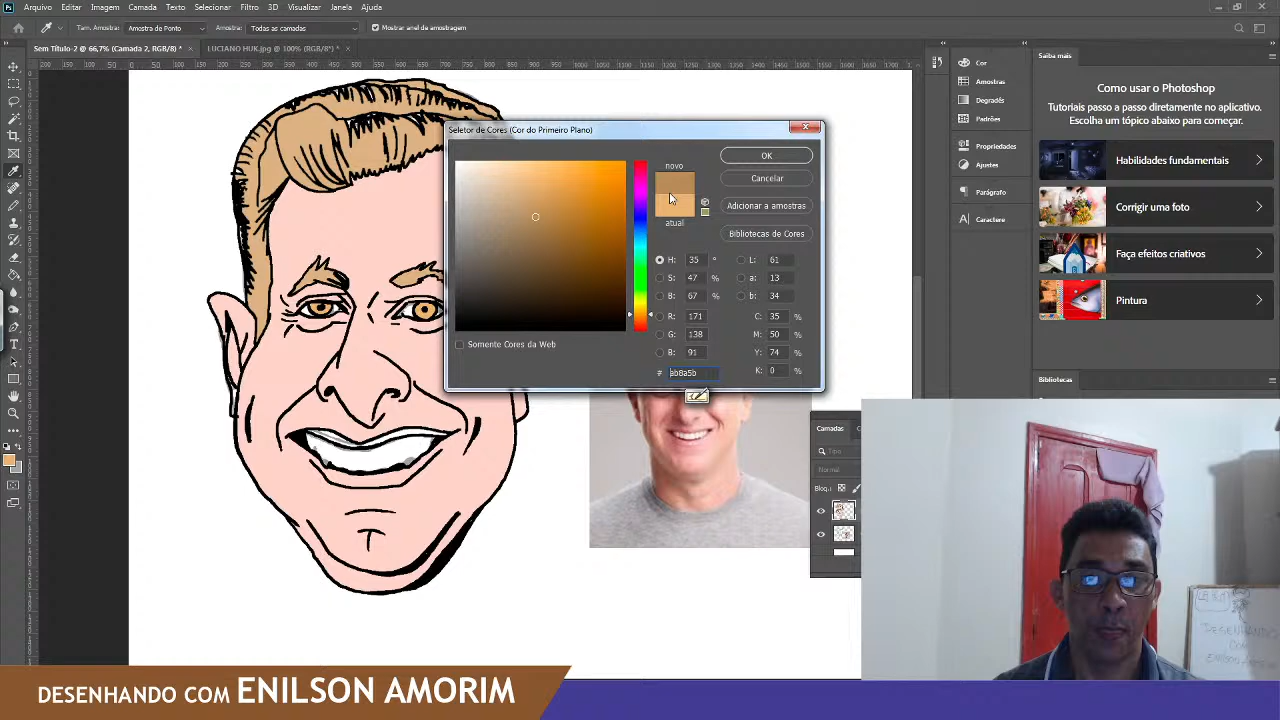 Arquivo Editar Imagem Camada Texto Selecionar Filtro 3D Visualizar Janela Ajuda
Tam. Amostra: Amostra de Ponto Amostra: Todas as camadas Mostrar anel de amostragem
Sem Título-2 @ 66,7% (Camada 2, RGB/8) * × LUCIANO HUK.jpg @ 100% (RGB/8*) * ×
Seletor de Cores (Cor do Primeiro Plano)
novo
atual
OK
Cancelar
Adicionar a amostras
Bibliotecas de Cores
H: 35 ° L: 61
S: 47 % a: 13
B: 67 % b: 34
R: 171 C: 35 %
G: 138 M: 50 %
B: 91 Y: 74 %
# ab8a5b K: 0 %
Somente Cores da Web
Cor
Amostras
Degradês
Padrões
Propriedades
Ajustes
Parágrafo
Caractere
Saiba mais
Como usar o Photoshop
Tutoriais passo a passo diretamente no aplicativo.
Escolha um tópico abaixo para começar.
Habilidades fundamentais
Corrigir uma foto
Faça efeitos criativos
Pintura
Bibliotecas
Camadas
Tipo
Normal
Bloq.:
DESENHANDO
COM
DESENHANDO COM ENILSON AMORIM